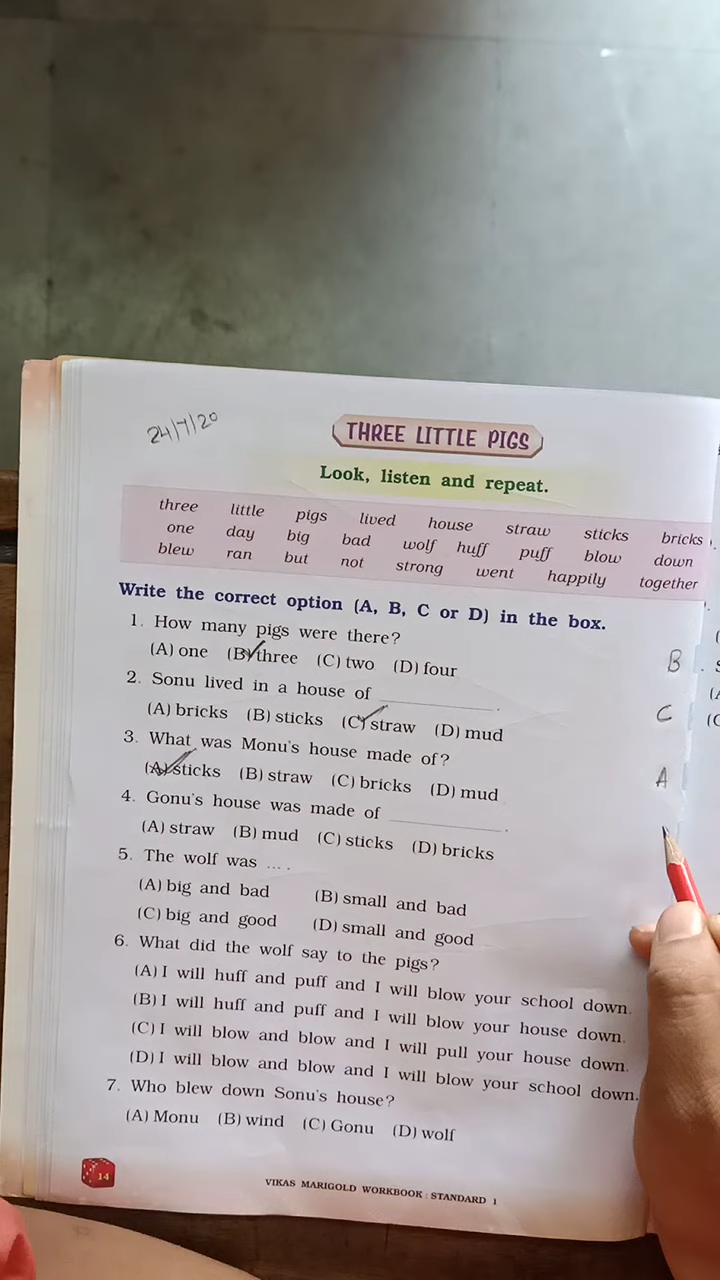 24/7/20
THREE LITTLE PIGS
Look, listen and repeat.
three little pigs lived house straw sticks bricks
one day big bad wolf huff puff blow down
blew ran but not strong went happily together
Write the correct option (A, B, C or D) in the box.
1. How many pigs were there?
(A) one (B) three (C) two (D) four B
2. Sonu lived in a house of ____________.
(A) bricks (B) sticks (C) straw (D) mud C
3. What was Monu's house made of?
(A) sticks (B) straw (C) bricks (D) mud A
4. Gonu's house was made of ____________.
(A) straw (B) mud (C) sticks (D) bricks
5. The wolf was ....
(A) big and bad (B) small and bad
(C) big and good (D) small and good
6. What did the wolf say to the pigs?
(A) I will huff and puff and I will blow your school down.
(B) I will huff and puff and I will blow your house down.
(C) I will blow and blow and I will pull your house down.
(D) I will blow and blow and I will blow your school down.
7. Who blew down Sonu's house?
(A) Monu (B) wind (C) Gonu (D) wolf
14
VIKAS MARIGOLD WORKBOOK : STANDARD 1